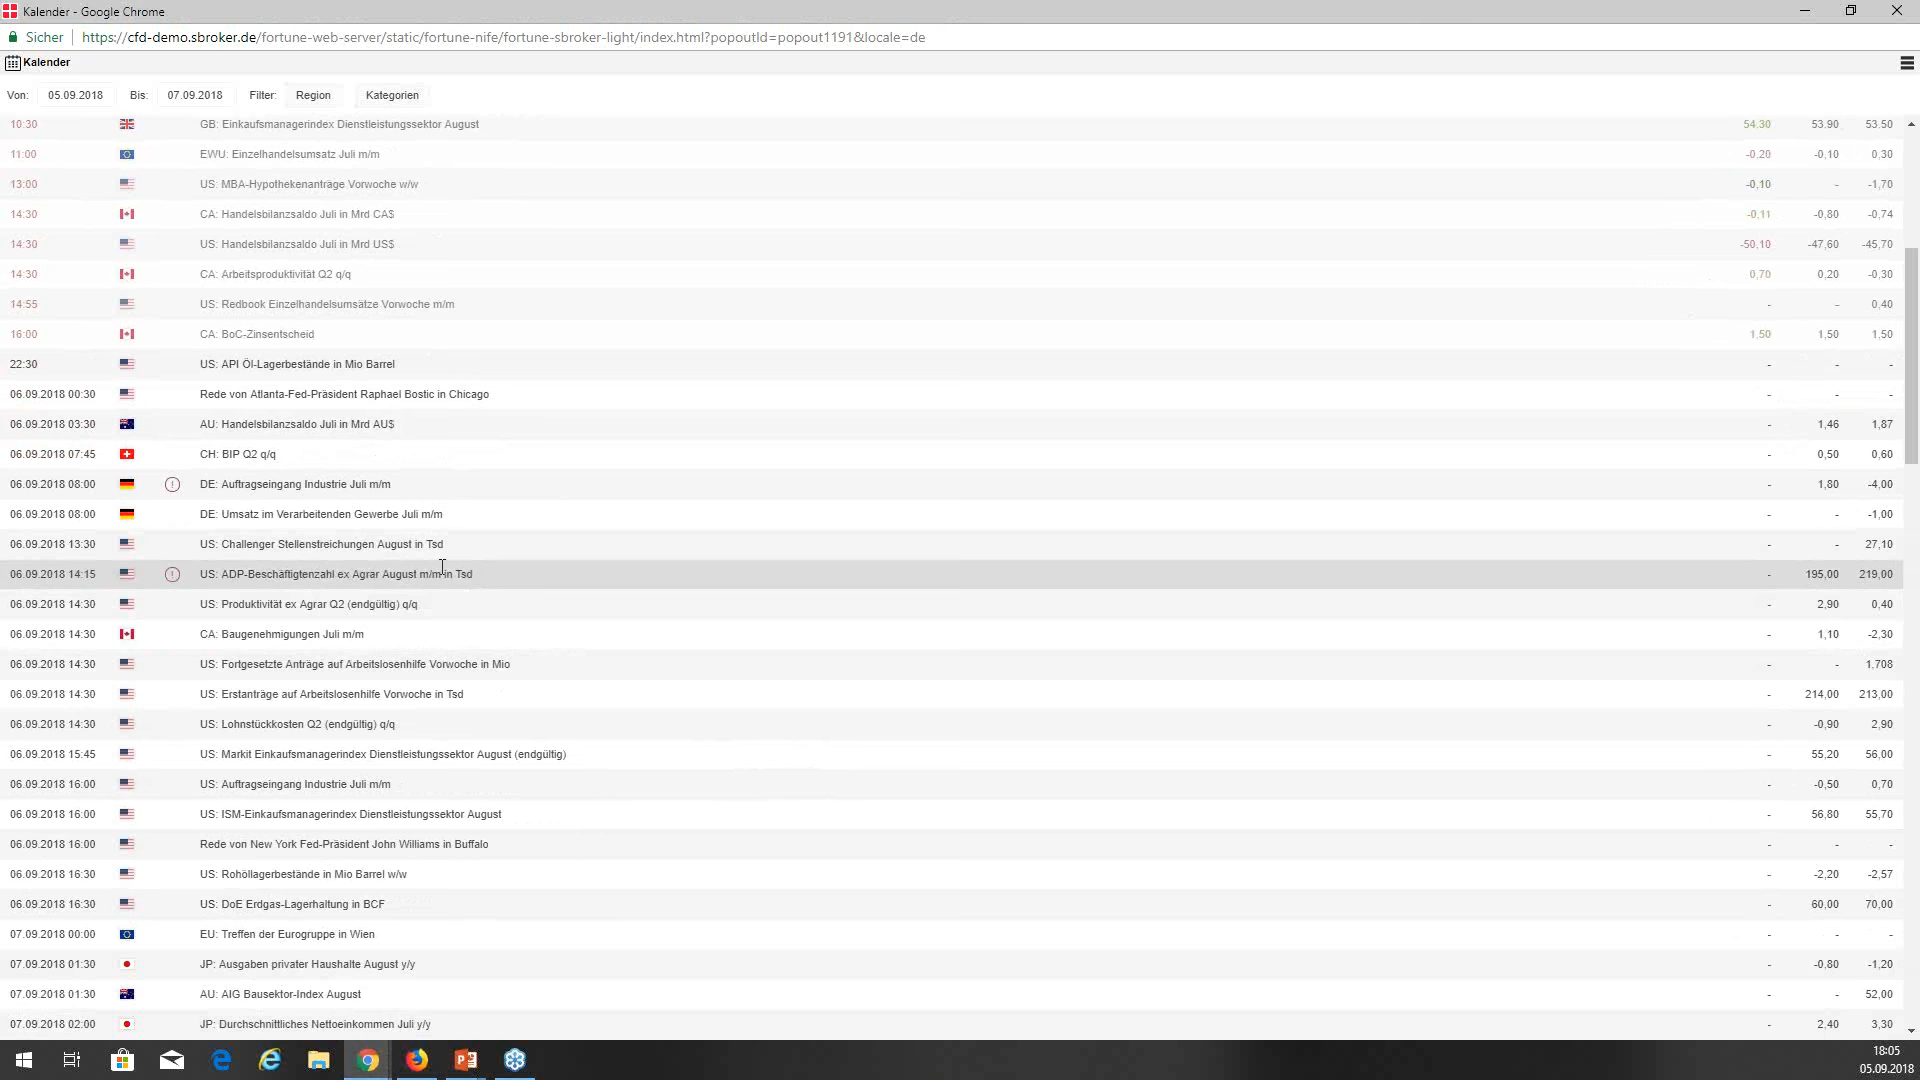 Kalender - Google Chrome
Sicher https://cfd-demo.sbroker.de/fortune-web-server/static/fortune-nife/fortune-sbroker-light/index.html?popoutId=popout1191&locale=de
Kalender
Von: 05.09.2018 Bis: 07.09.2018 Filter: Region Kategorien
10:30 GB: Einkaufsmanagerindex Dienstleistungssektor August 54,30 53,90 53,50
11:00 EWU: Einzelhandelsumsatz Juli m/m -0,20 -0,10 0,30
13:00 US: MBA-Hypothekenanträge Vorwoche w/w -0,10 - -1,70
14:30 CA: Handelsbilanzsaldo Juli in Mrd CA$ -0,11 -0,80 -0,74
14:30 US: Handelsbilanzsaldo Juli in Mrd US$ -50,10 -47,60 -45,70
14:30 CA: Arbeitsproduktivität Q2 q/q 0,70 0,20 -0,30
14:55 US: Redbook Einzelhandelsumsätze Vorwoche m/m - - 0,40
16:00 CA: BoC-Zinsentscheid 1,50 1,50 1,50
22:30 US: API Öl-Lagerbestände in Mio Barrel - - -
06.09.2018 00:30 Rede von Atlanta-Fed-Präsident Raphael Bostic in Chicago - - -
06.09.2018 03:30 AU: Handelsbilanzsaldo Juli in Mrd AU$ - 1,46 1,87
06.09.2018 07:45 CH: BIP Q2 q/q - 0,50 0,60
06.09.2018 08:00 DE: Auftragseingang Industrie Juli m/m - 1,80 -4,00
06.09.2018 08:00 DE: Umsatz im Verarbeitenden Gewerbe Juli m/m - - -1,00
06.09.2018 13:30 US: Challenger Stellenstreichungen August in Tsd - - 27,10
06.09.2018 14:15 US: ADP-Beschäftigtenzahl ex Agrar August m/m in Tsd - 195,00 219,00
06.09.2018 14:30 US: Produktivität ex Agrar Q2 (endgültig) q/q - 2,90 0,40
06.09.2018 14:30 CA: Baugenehmigungen Juli m/m - 1,10 -2,30
06.09.2018 14:30 US: Fortgesetzte Anträge auf Arbeitslosenhilfe Vorwoche in Mio - - 1,708
06.09.2018 14:30 US: Erstanträge auf Arbeitslosenhilfe Vorwoche in Tsd - 214,00 213,00
06.09.2018 14:30 US: Lohnstückkosten Q2 (endgültig) q/q - -0,90 2,90
06.09.2018 15:45 US: Markit Einkaufsmanagerindex Dienstleistungssektor August (endgültig) - 55,20 56,00
06.09.2018 16:00 US: Auftragseingang Industrie Juli m/m - -0,50 0,70
06.09.2018 16:00 US: ISM-Einkaufsmanagerindex Dienstleistungssektor August - 56,80 55,70
06.09.2018 16:00 Rede von New York Fed-Präsident John Williams in Buffalo - - -
06.09.2018 16:30 US: Rohöllagerbestände in Mio Barrel w/w - -2,20 -2,57
06.09.2018 16:30 US: DoE Erdgas-Lagerhaltung in BCF - 60,00 70,00
07.09.2018 00:00 EU: Treffen der Eurogruppe in Wien - - -
07.09.2018 01:30 JP: Ausgaben privater Haushalte August y/y - -0,80 -1,20
07.09.2018 01:30 AU: AIG Bausektor-Index August - - 52,00
07.09.2018 02:00 JP: Durchschnittliches Nettoeinkommen Juli y/y - 2,40 3,30
18:05
05.09.2018